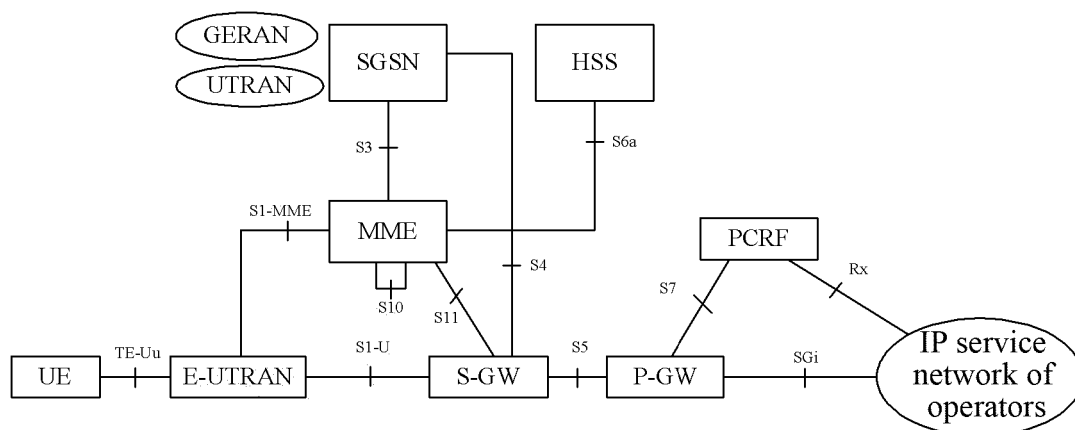 GERAN
SGSN
HSS
UTRAN
S3
S6a
S1-MME
MME
PCRF
S4
S10
S11
S7
Rx
TE-Uu
S1-U
S5
SGi
UE
E-UTRAN
S-GW
P-GW
IP service
network of
operators